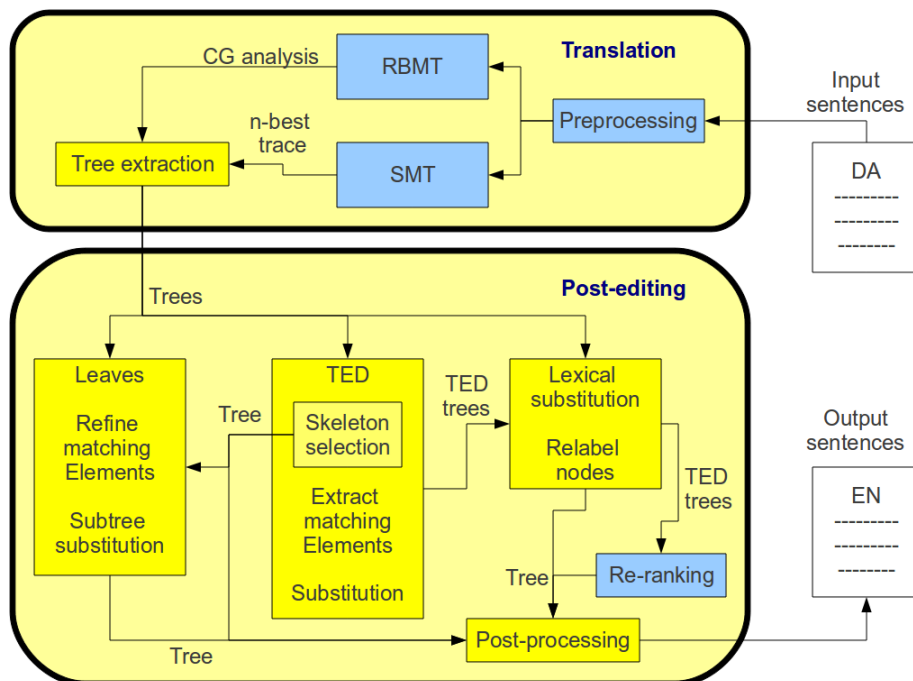 Translation
CG analysis
RBMT
Input
sentences
n-best
trace
Preprocessing
Tree extraction
SMT
DA
---------
---------
--------
Post-editing
Trees
Leaves
Refine
matching
Elements
Subtree
substitution
Tree
TED
Skeleton
selection
Extract
matching
Elements
Substitution
TED
trees
Lexical
substitution
Relabel
nodes
TED
trees
Output
sentences
EN
---------
---------
--------
Tree
Re-ranking
Tree
Post-processing